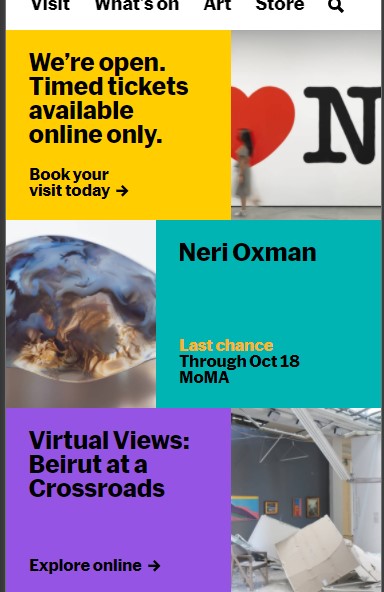 Visit What's on Art Store
We're open.
Timed tickets
available
online only.
Book your
visit today →
N
Neri Oxman
Last chance
Through Oct 18
MoMA
Virtual Views:
Beirut at a
Crossroads
Explore online →